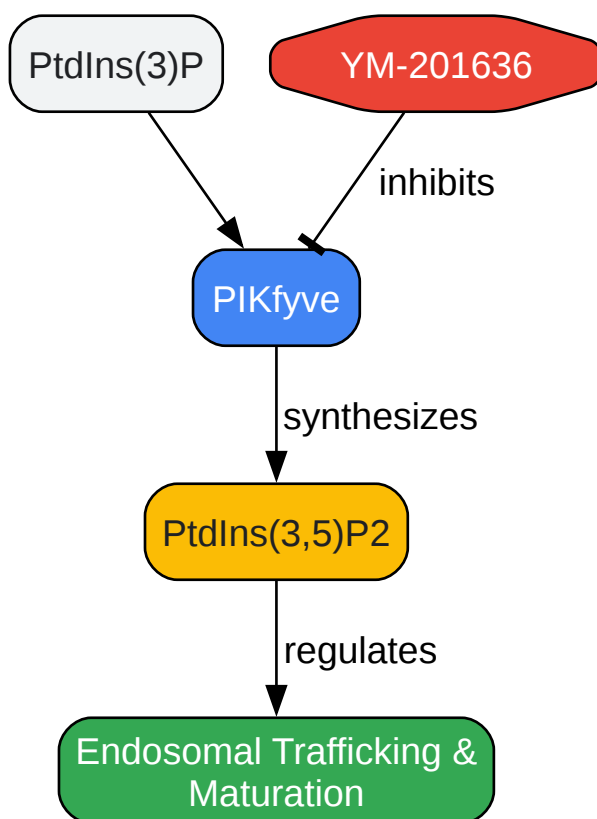 PtdIns(3)P
YM-201636
inhibits
PIKfyve
synthesizes
PtdIns(3,5)P2
regulates
Endosomal Trafficking &
Maturation